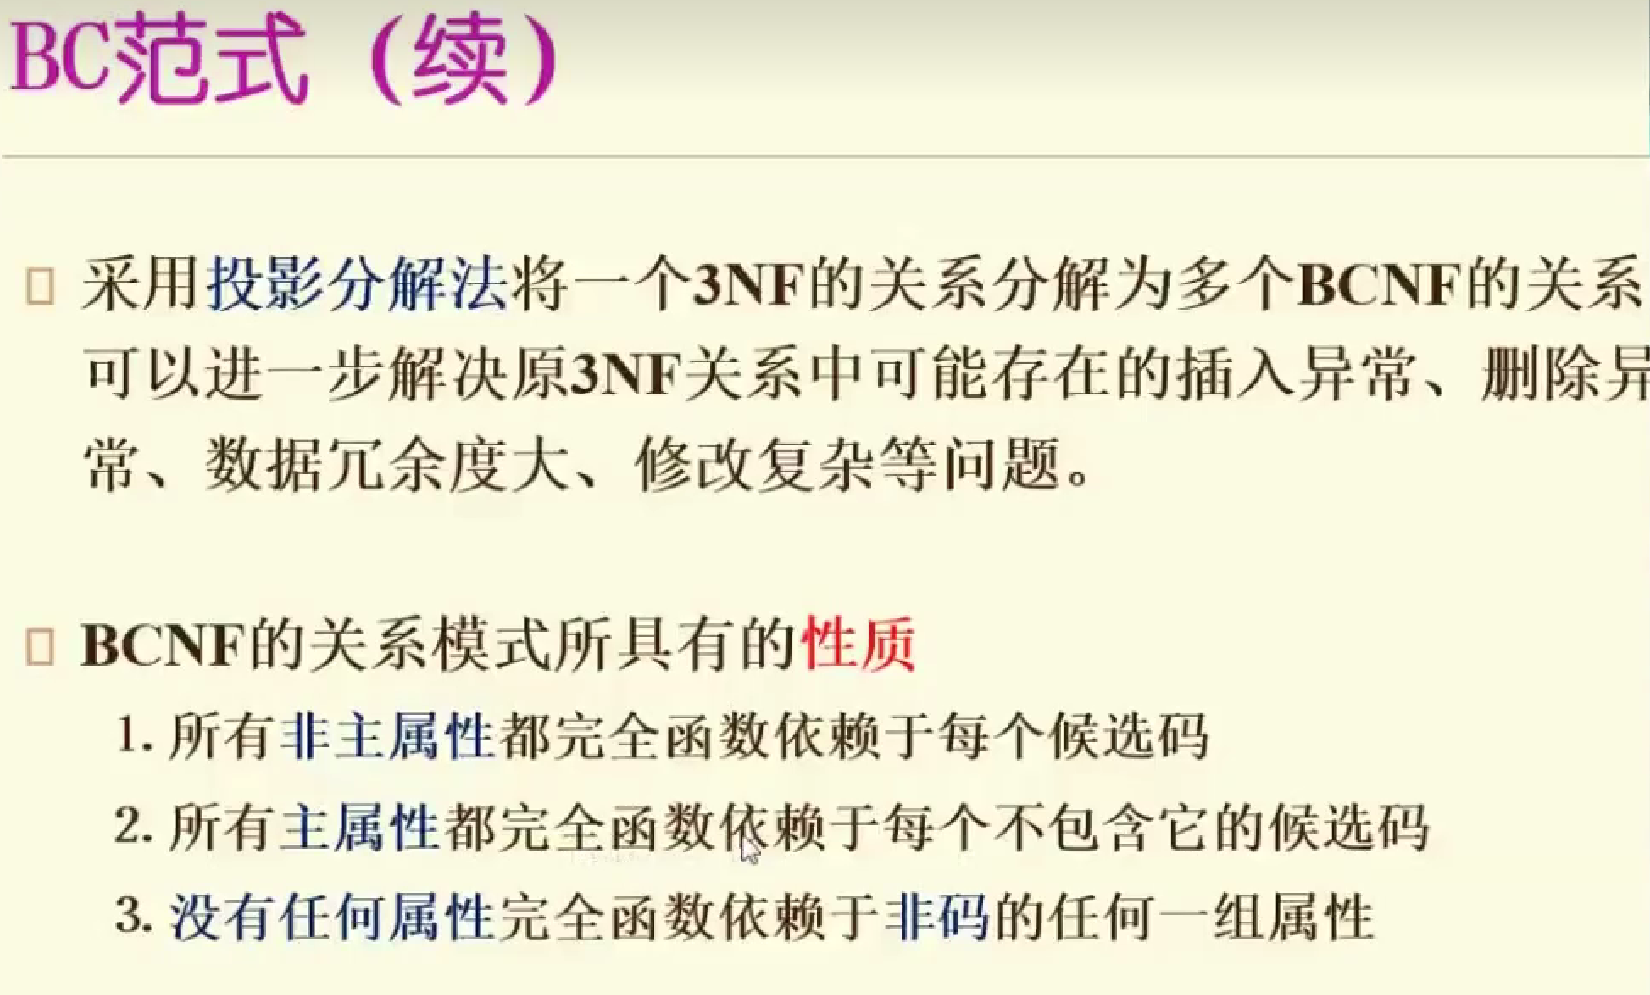 BC范式（续）
采用投影分解法将一个3NF的关系分解为多个BCNF的关系
可以进一步解决原3NF关系中可能存在的插入异常、删除异
常、数据冗余度大、修改复杂等问题。
BCNF的关系模式所具有的性质
1. 所有非主属性都完全函数依赖于每个候选码
2. 所有主属性都完全函数依赖于每个不包含它的候选码
3. 没有任何属性完全函数依赖于非码的任何一组属性